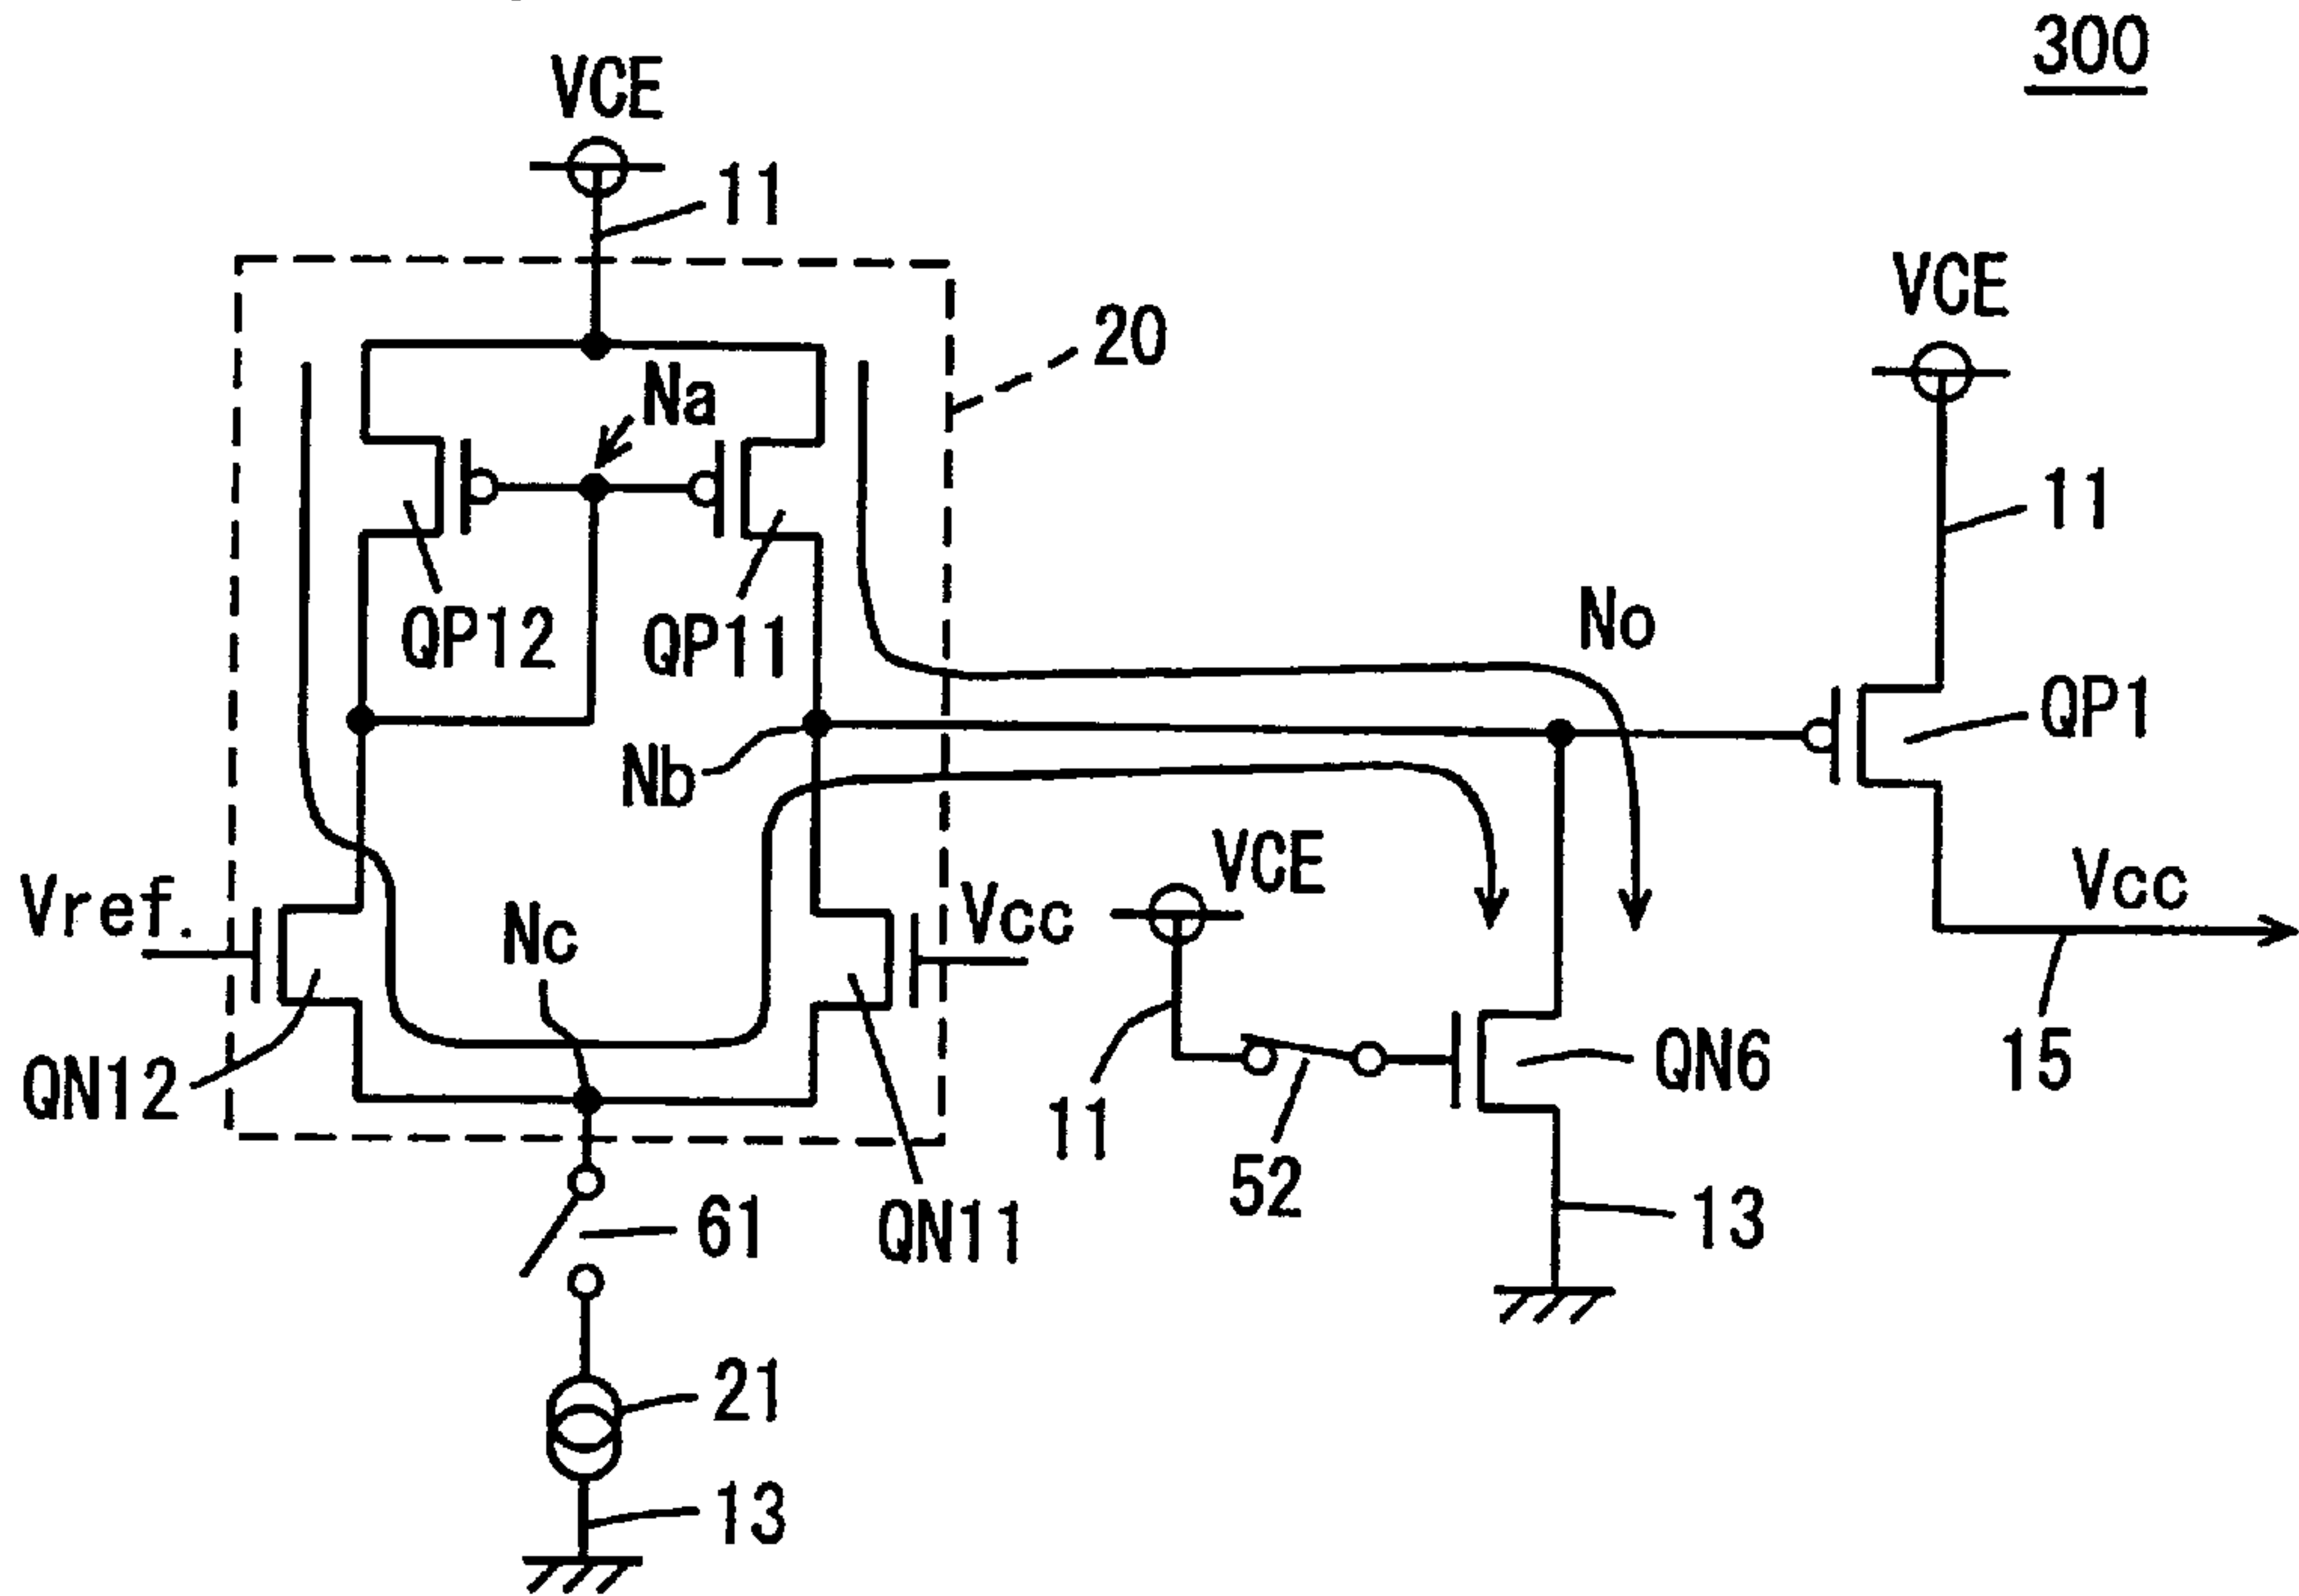 300
VCE
11
VCE
20
Na
11
QP12
QP11
No
QP1
Nb
VCE
Vcc
Vref.
Nc
Vcc
QN12
11
52
QN6
15
61
QN11
13
21
13